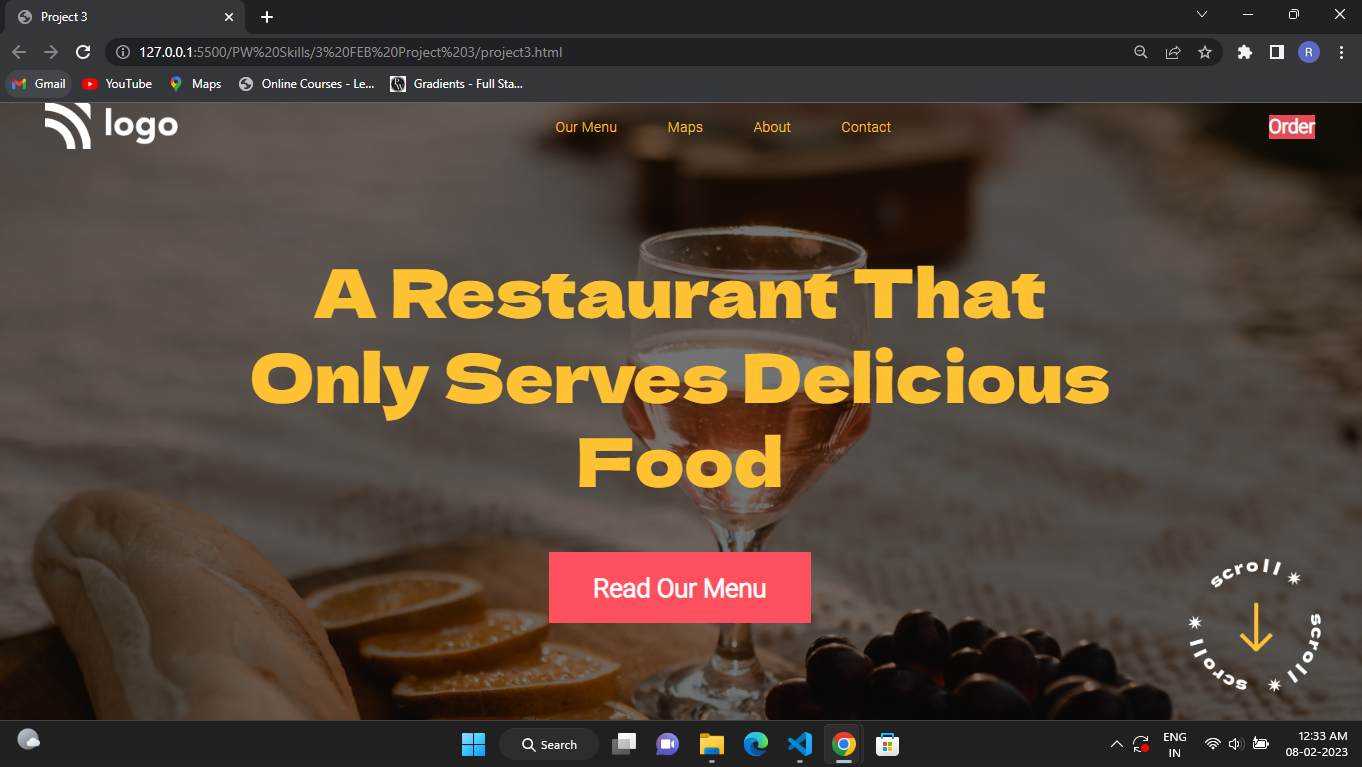 Project 3
127.0.0.1:5500/PW%20Skills/3%20FEB%20Project%203/project3.html
R
Gmail YouTube Maps Online Courses - Le... Gradients - Full Sta...
logo Our Menu Maps About Contact Order
A Restaurant That
Only Serves Delicious
Food
Read Our Menu
scroll scroll scroll
Search
ENG 12:33 AM
IN 08-02-2023